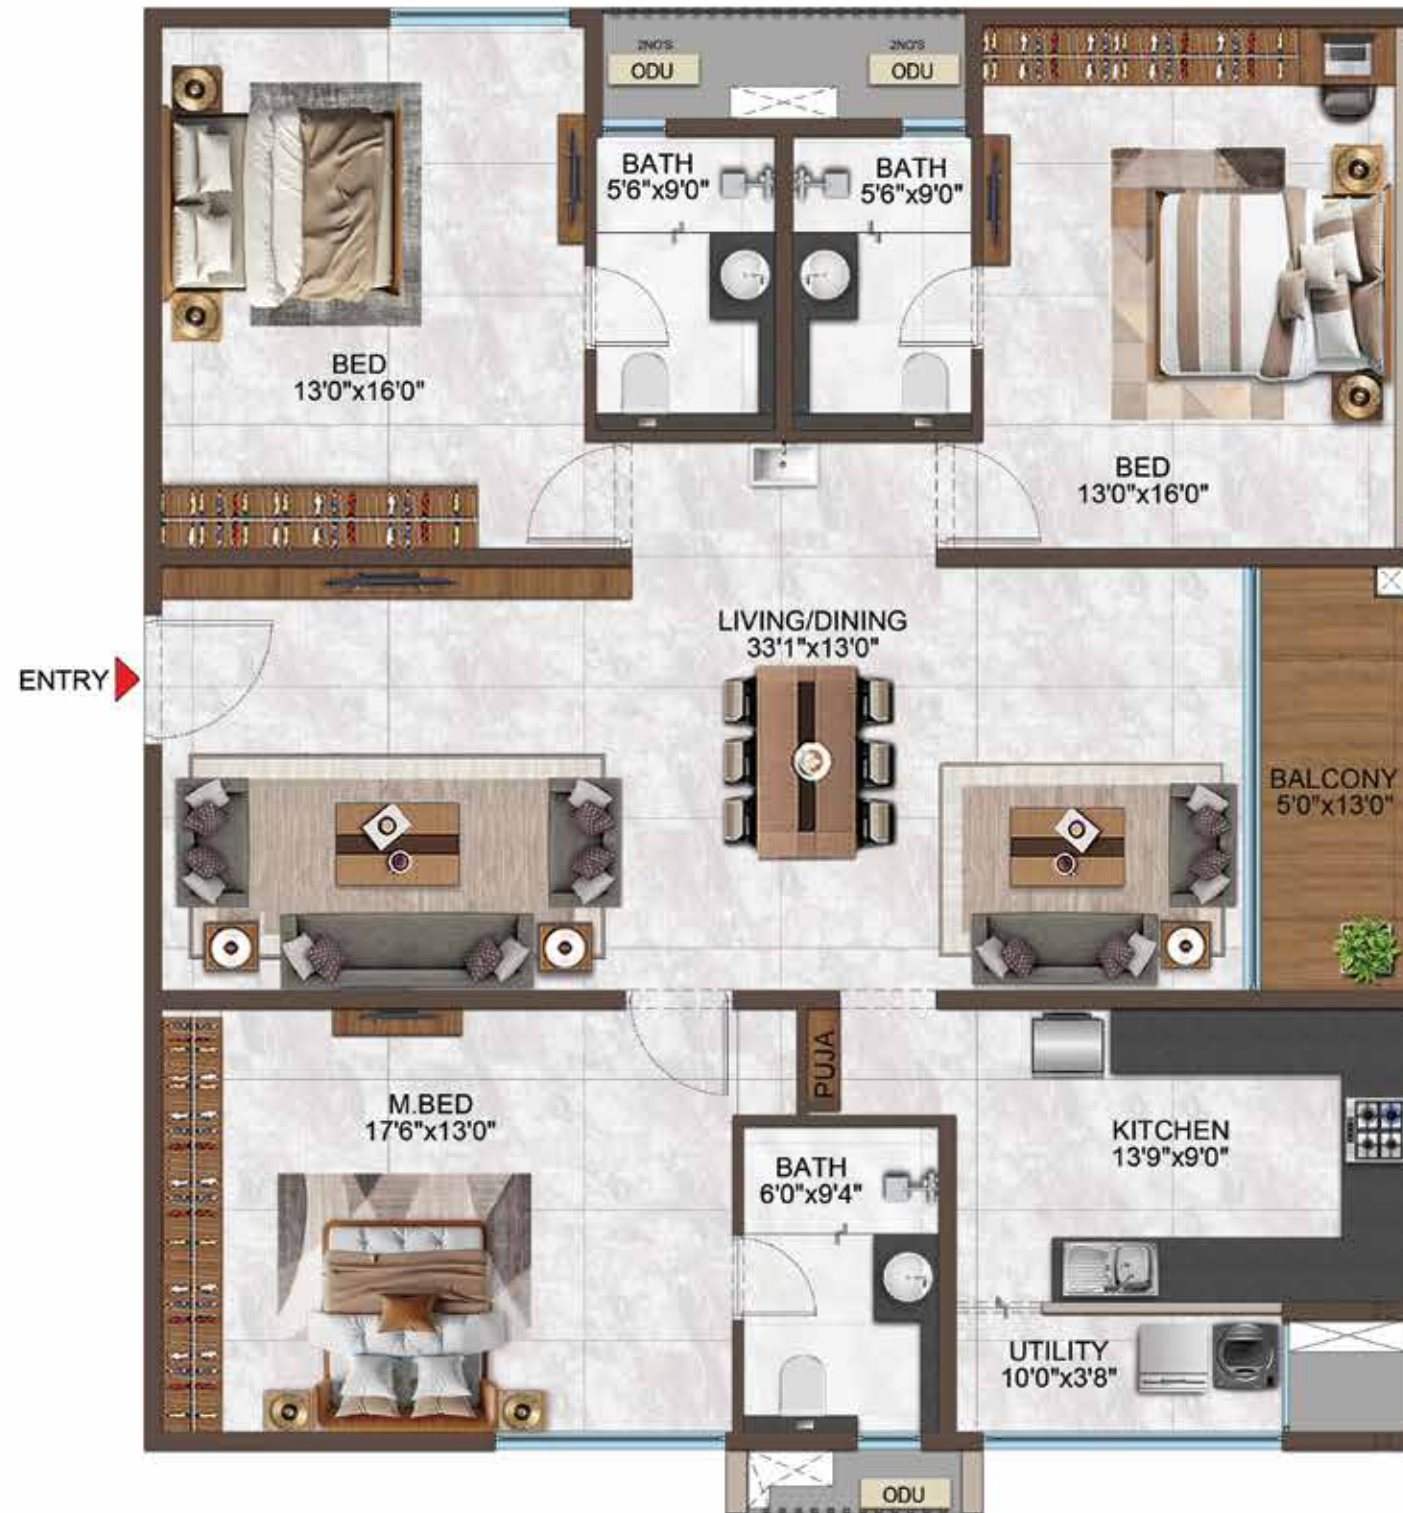 2NO'S
ODU
2NO'S
ODU
BATH
5'6"x9'0"
BATH
5'6"x9'0"
BED
13'0"x16'0"
BED
13'0"x16'0"
LIVING/DINING
33'1"x13'0"
ENTRY
BALCONY
5'0"x13'0"
PUJA
M.BED
17'6"x13'0"
KITCHEN
13'9"x9'0"
BATH
6'0"x9'4"
UTILITY
10'0"x3'8"
ODU